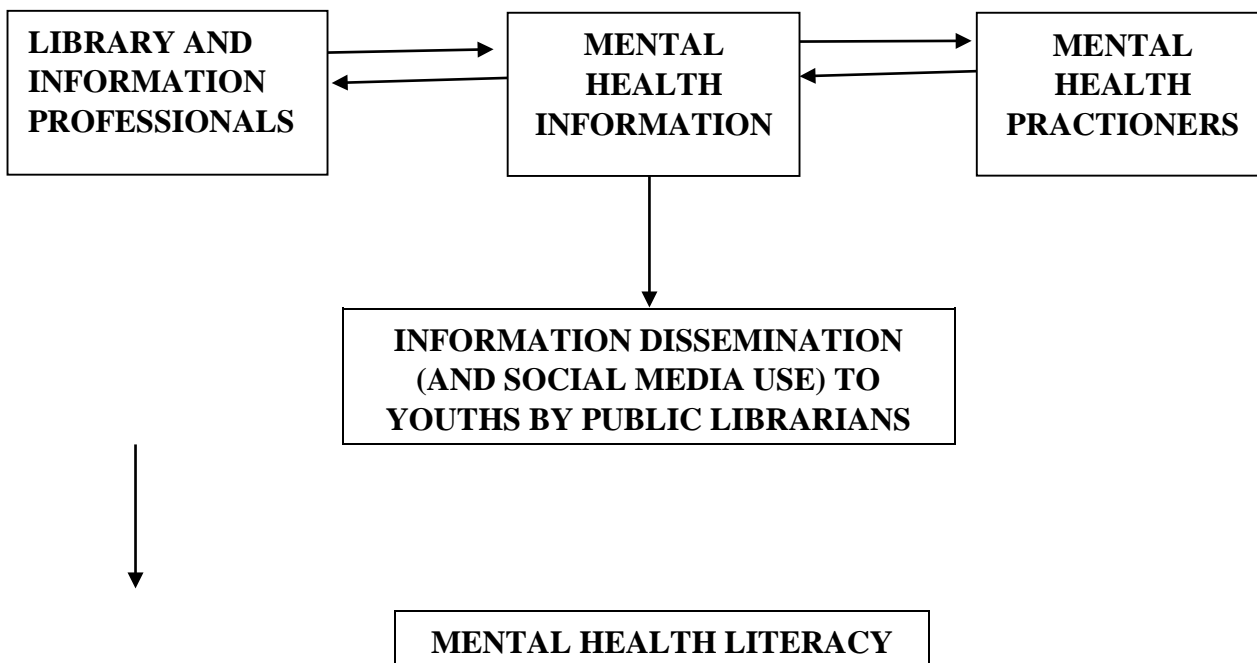 LIBRARY AND
INFORMATION
PROFESSIONALS
MENTAL
HEALTH
INFORMATION
MENTAL
HEALTH
PRACTIONERS
INFORMATION DISSEMINATION
(AND SOCIAL MEDIA USE) TO
YOUTHS BY PUBLIC LIBRARIANS
MENTAL HEALTH LITERACY